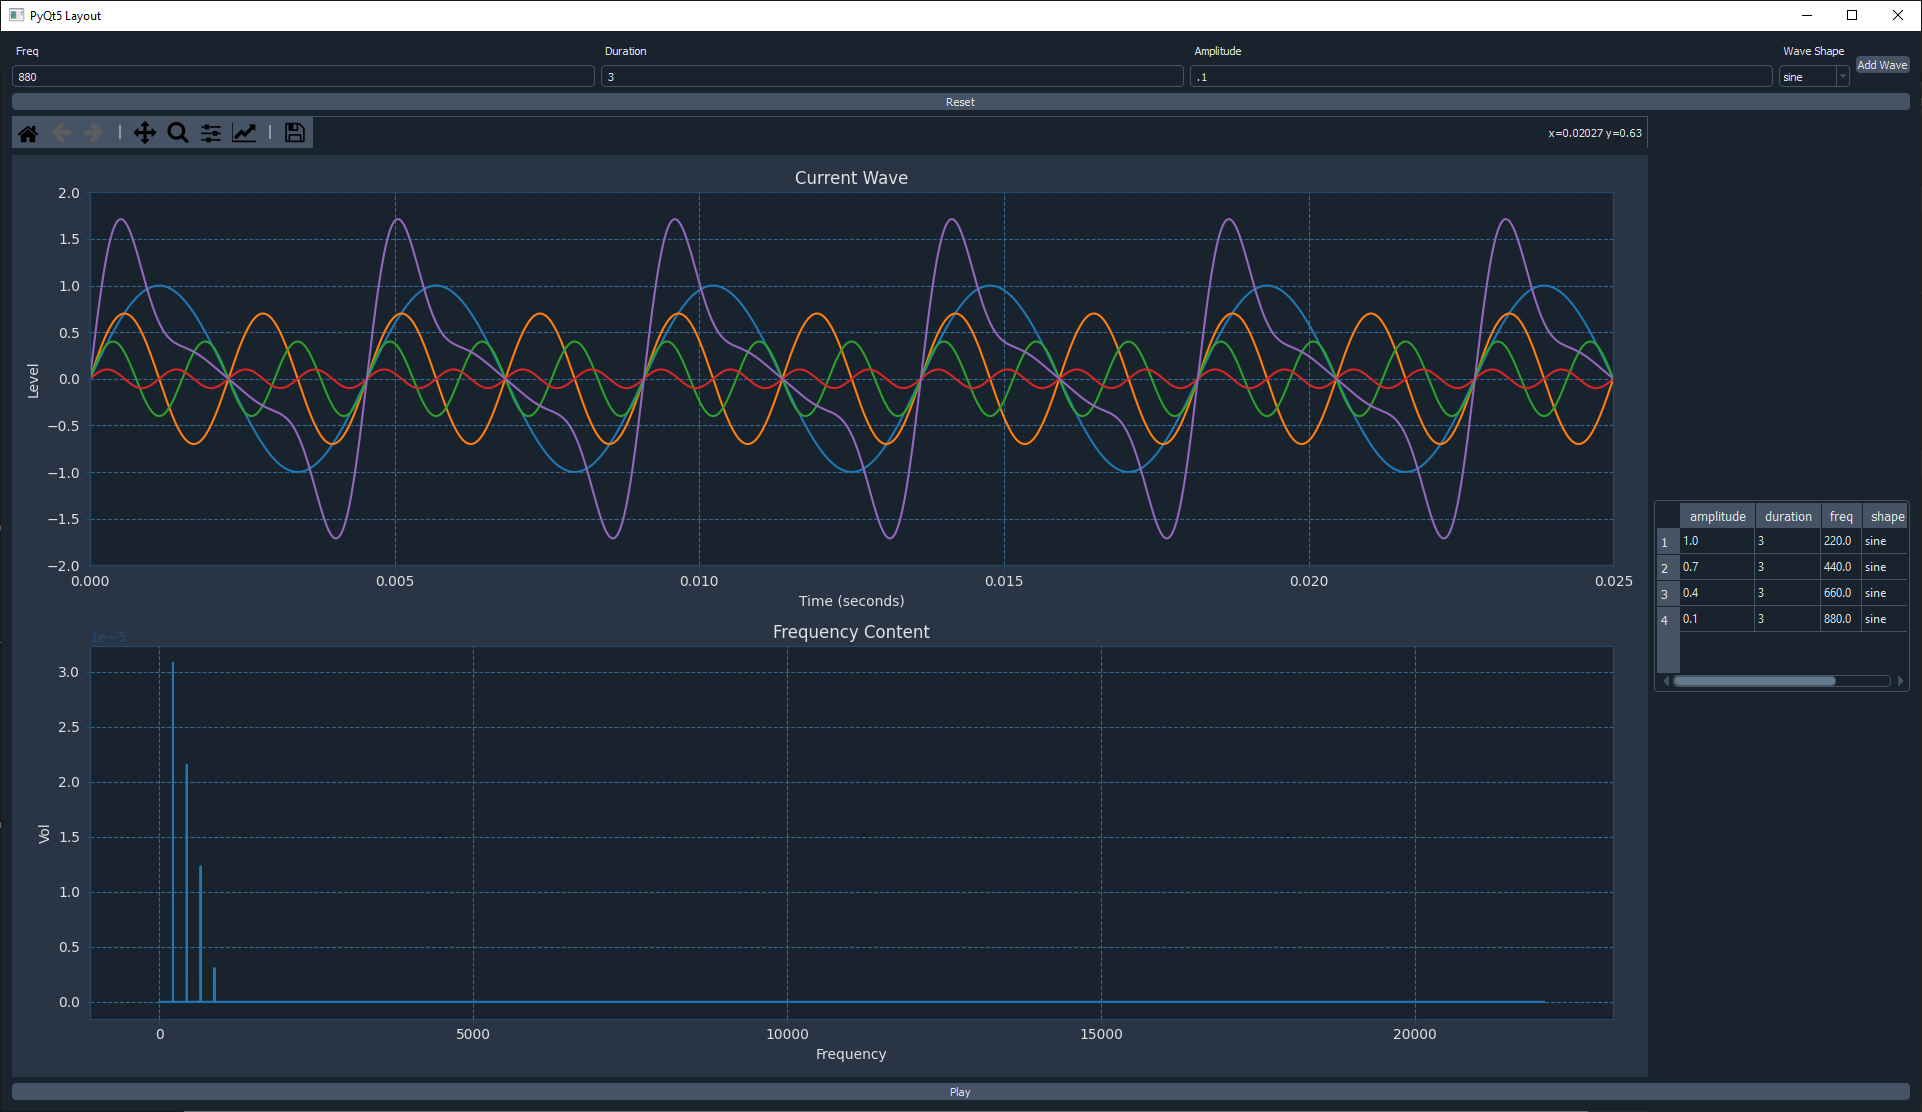 PyQt5 Layout
Freq
Duration
Amplitude
Wave Shape
880
3
.1
sine
Add Wave
Reset
x=0.02027 y=0.63
Current Wave
2.0
1.5
1.0
0.5
0.0
−0.5
−1.0
−1.5
−2.0
Level
0.000 0.005 0.010 0.015 0.020 0.025
Time (seconds)
1e−5
Frequency Content
3.0
2.5
2.0
1.5
1.0
0.5
0.0
Vol
0 5000 10000 15000 20000
Frequency
amplitude duration freq shape
1 1.0 3 220.0 sine
2 0.7 3 440.0 sine
3 0.4 3 660.0 sine
4 0.1 3 880.0 sine
Play